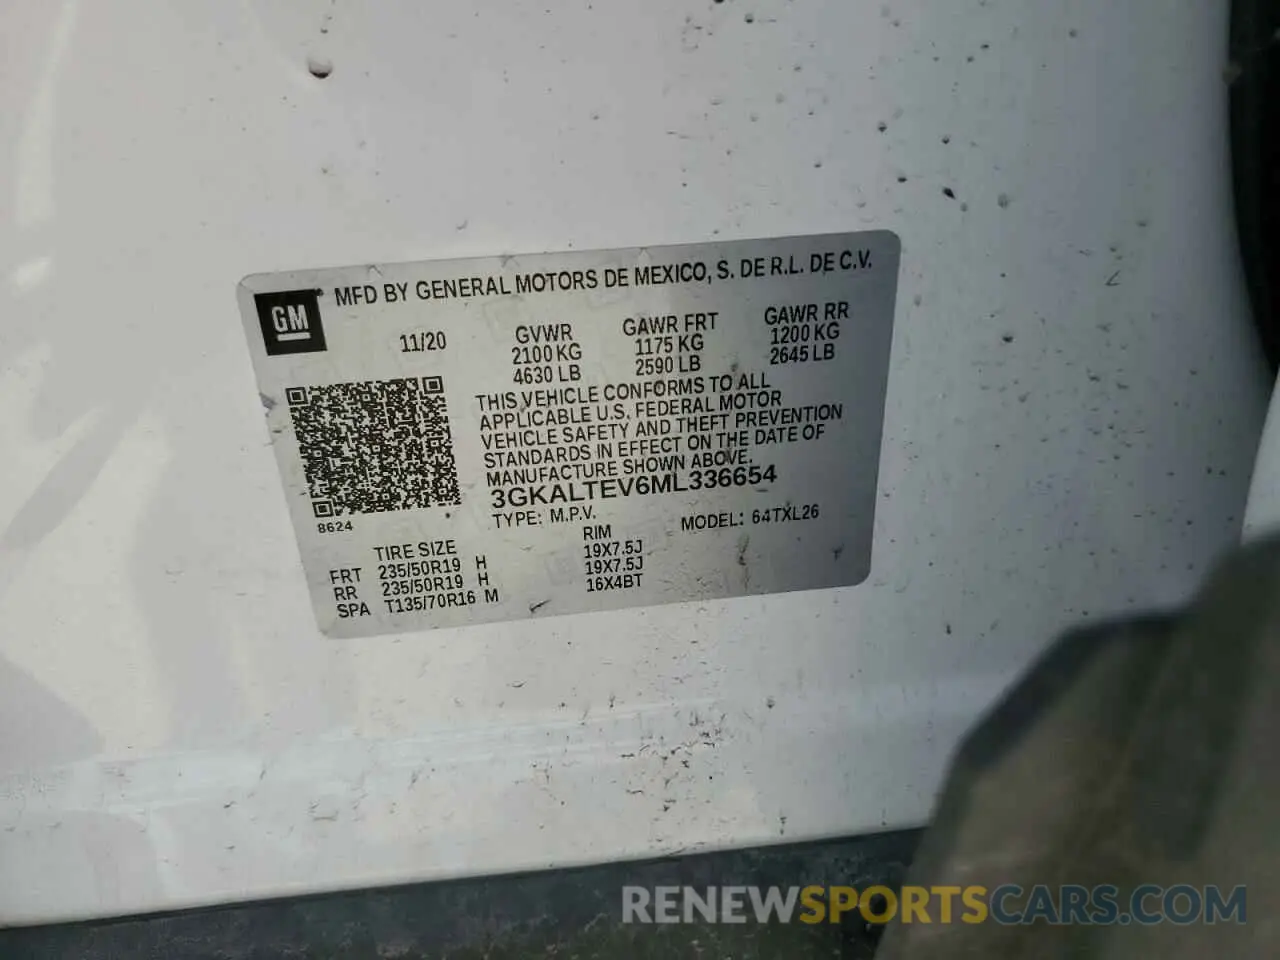 MFD BY GENERAL MOTORS DE MEXICO, S. DE R.L. DE C.V.
GM
11/20
GVWR
2100 KG
4630 LB
GAWR FRT
1175 KG
2590 LB
GAWR RR
1200 KG
2645 LB
THIS VEHICLE CONFORMS TO ALL
APPLICABLE U.S. FEDERAL MOTOR
VEHICLE SAFETY AND THEFT PREVENTION
STANDARDS IN EFFECT ON THE DATE OF
MANUFACTURE SHOWN ABOVE.
3GKALTEV6ML336654
8624
TYPE: M.P.V. MODEL: 64TXL26
TIRE SIZE RIM
FRT 235/50R19 H 19X7.5J
RR 235/50R19 H 19X7.5J
SPA T135/70R16 M 16X4BT
RENEWSPORTSCARS.COM